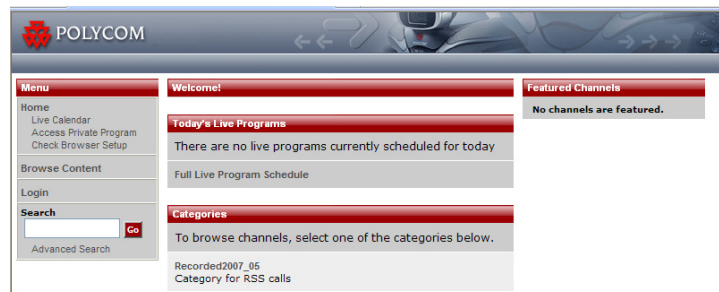 POLYCOM
Menu
Home
Live Calendar
Access Private Program
Check Browser Setup
Browse Content
Login
Search
Go
Advanced Search
Welcome!
Today's Live Programs
There are no live programs currently scheduled for today
Full Live Program Schedule
Categories
To browse channels, select one of the categories below.
Recorded2007_05
Category for RSS calls
Featured Channels
No channels are featured.